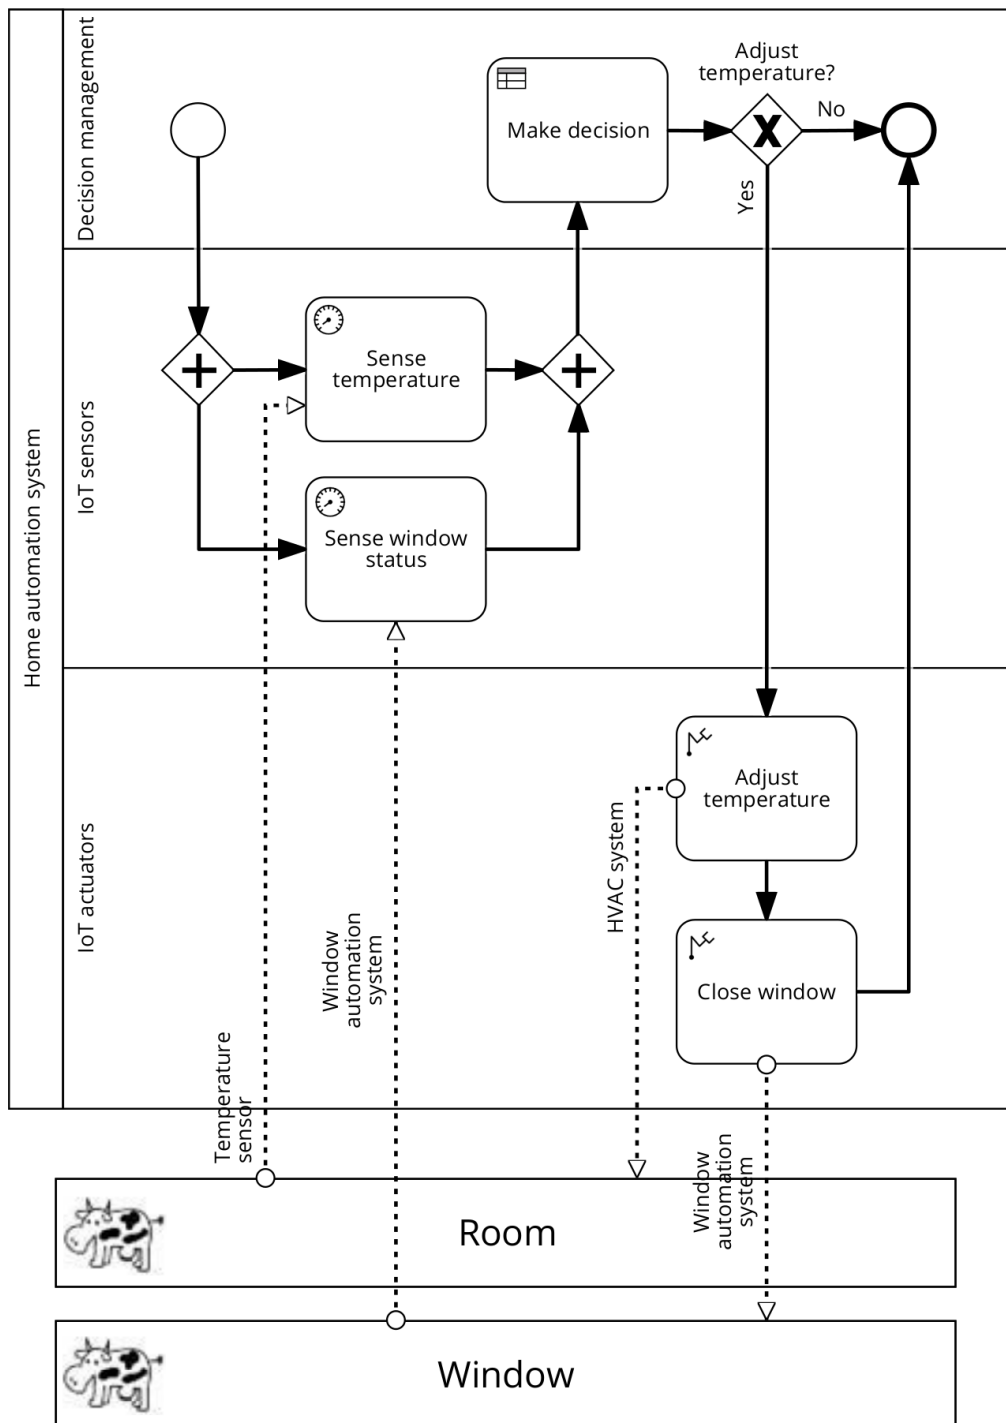 Home automation system
Decision management
Make decision
Adjust
temperature?
No
Yes
IoT sensors
Sense
temperature
Sense window
status
IoT actuators
Adjust
temperature
HVAC system
Close window
Window
automation
system
Temperature
sensor
Window
automation
system
Room
Window